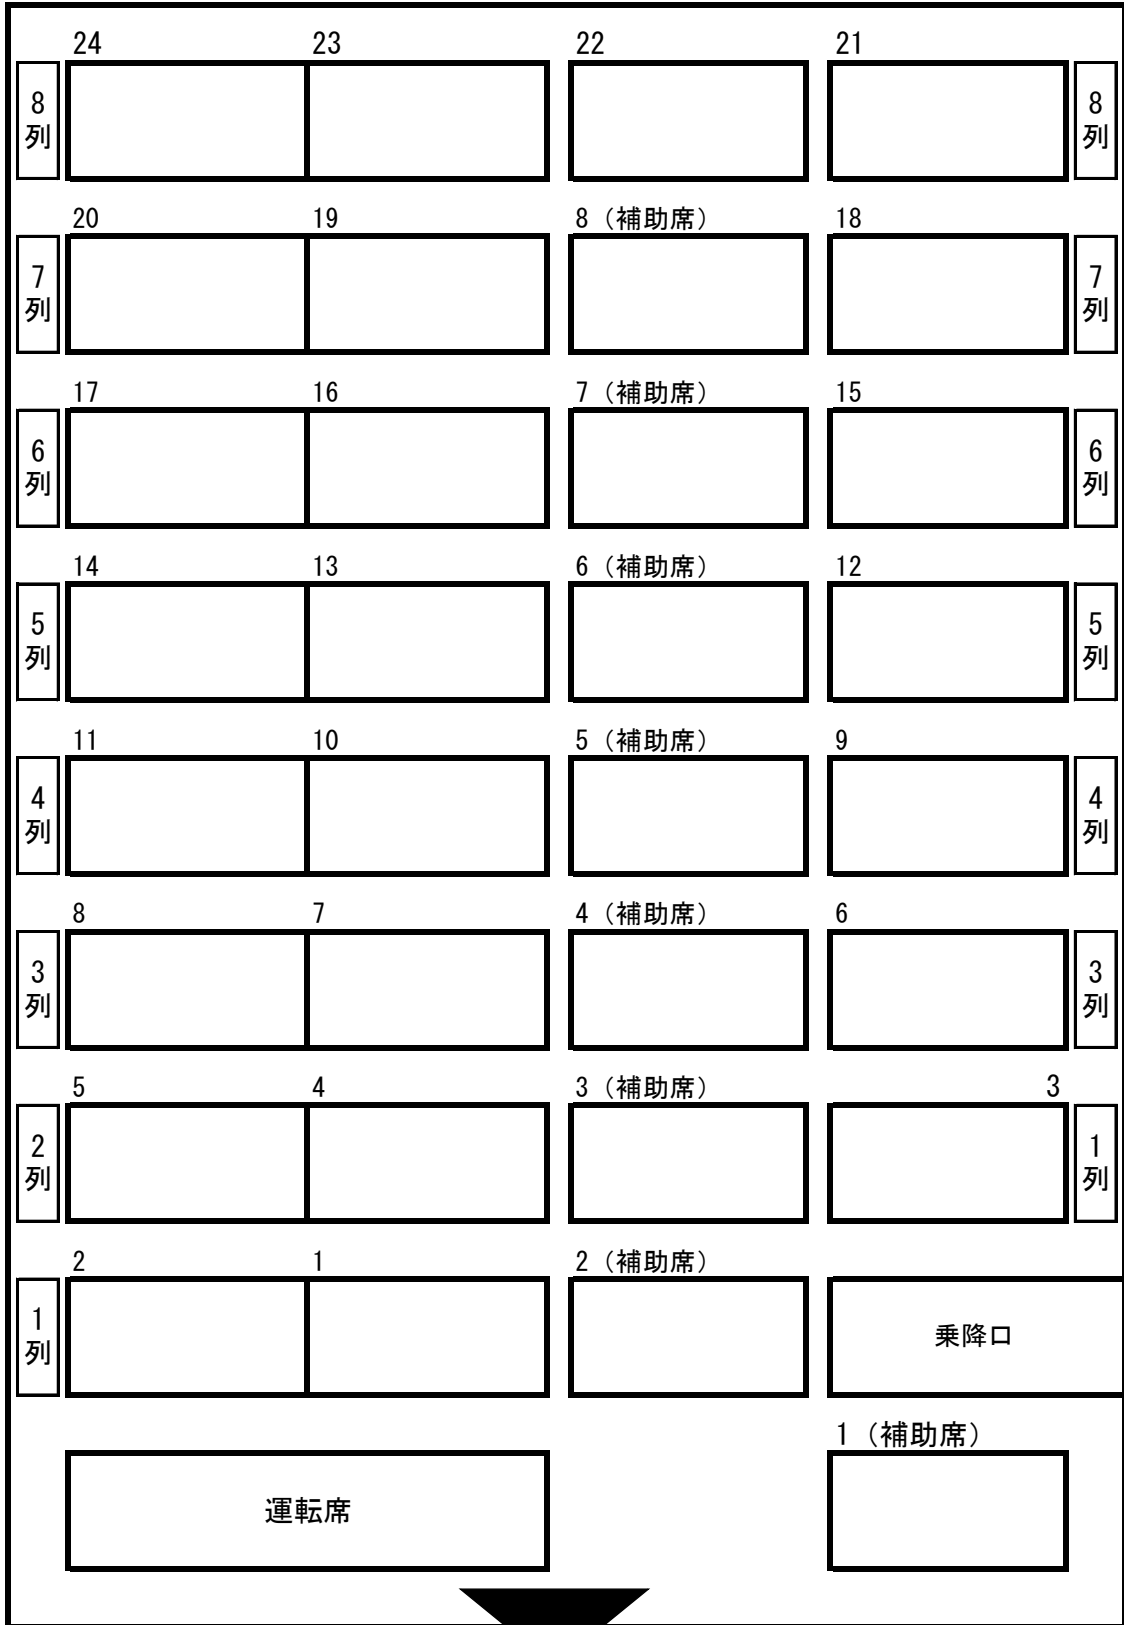 24 23 22 21
8列 8列
20 19 8（補助席） 18
7列 7列
17 16 7（補助席） 15
6列 6列
14 13 6（補助席） 12
5列 5列
11 10 5（補助席） 9
4列 4列
8 7 4（補助席） 6
3列 3列
5 4 3（補助席） 3
2列 1列
2 1 2（補助席）
1列 乗降口
1（補助席）
運転席